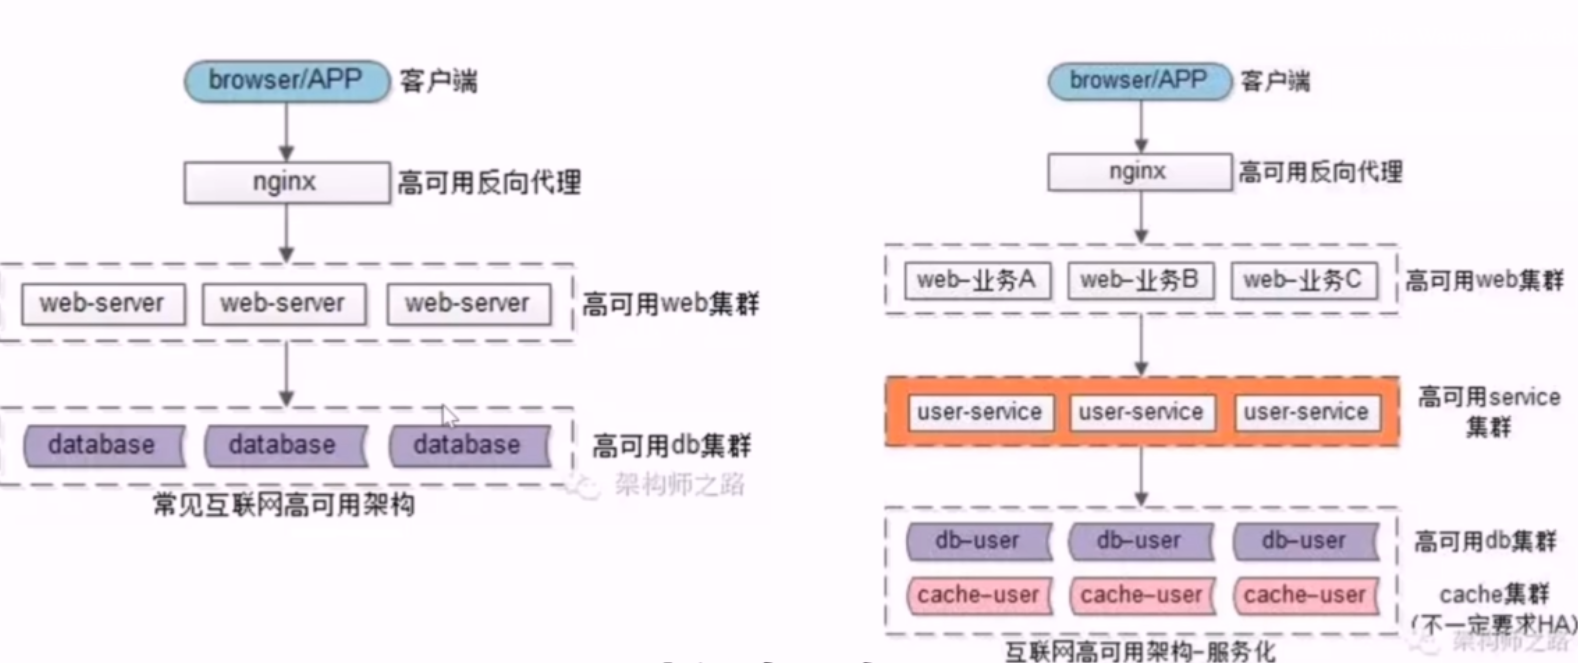 browser/APP 客户端
nginx 高可用反向代理
web-server web-server web-server 高可用web集群
database database database 高可用db集群
架构师之路
常见互联网高可用架构
browser/APP 客户端
nginx 高可用反向代理
web-业务A web-业务B web-业务C 高可用web集群
user-service user-service user-service 高可用service
集群
db-user db-user db-user 高可用db集群
cache-user cache-user cache-user cache集群
(不一定要求HA)
架构师之路
互联网高可用架构-服务化